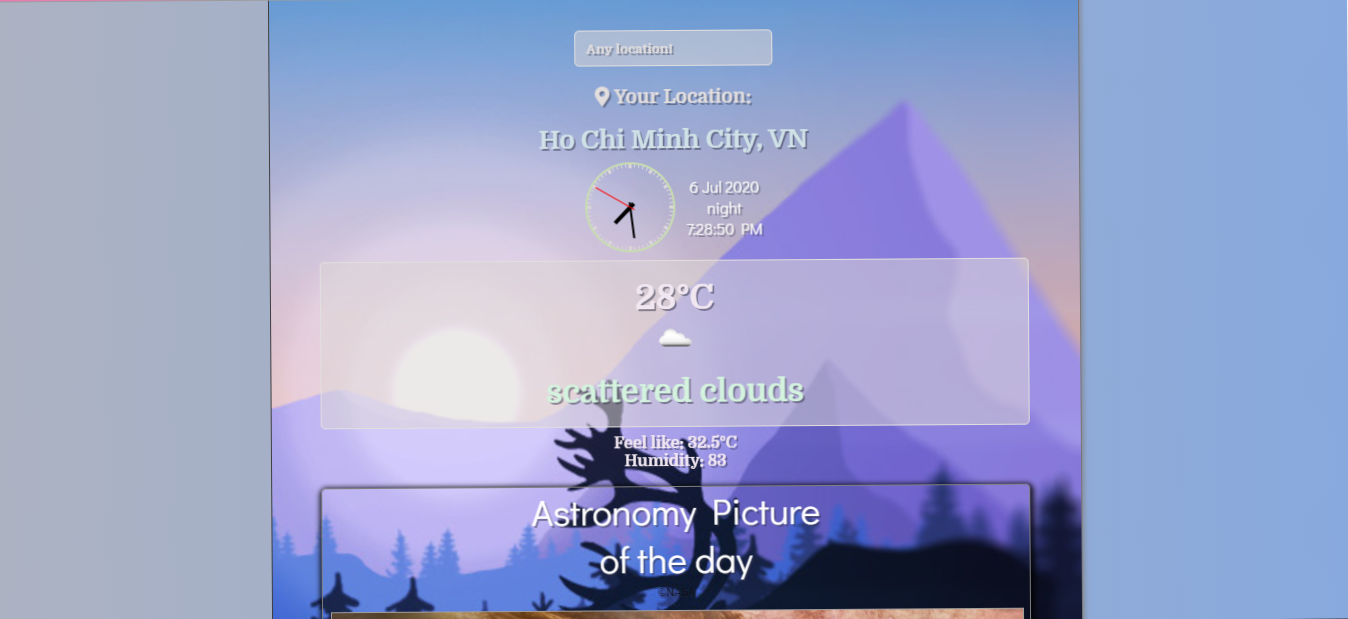 Any location!
Your Location:
Ho Chi Minh City, VN
6 Jul 2020
night
7:28:50 PM
28°C
scattered clouds
Feel like: 32.5°C
Humidity: 83
Astronomy Picture
of the day